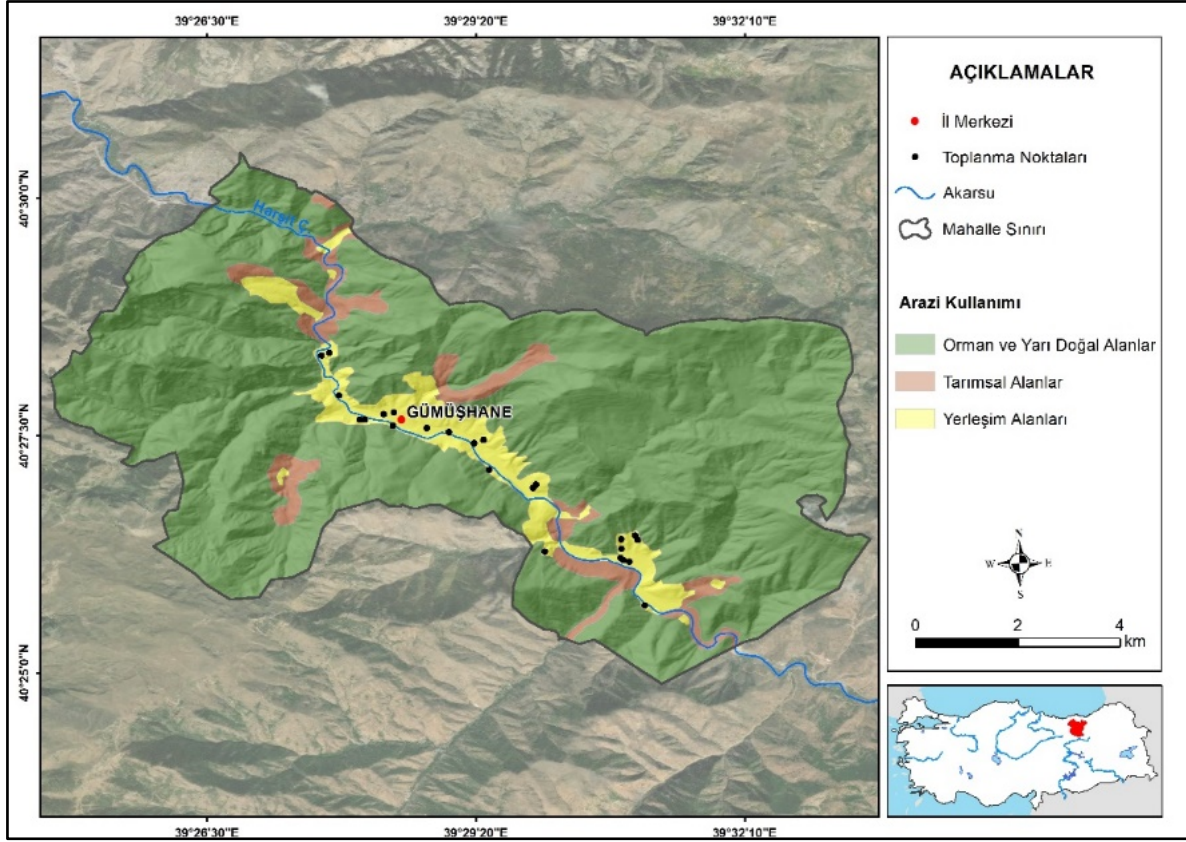 39°26'30"E 39°29'20"E 39°32'10"E
40°30'0"N
40°27'30"N
40°25'0"N
Harşit Ç.
GÜMÜŞHANE
39°26'30"E 39°29'20"E 39°32'10"E
AÇIKLAMALAR
İl Merkezi
Toplanma Noktaları
Akarsu
Mahalle Sınırı
Arazi Kullanımı
Orman ve Yarı Doğal Alanlar
Tarımsal Alanlar
Yerleşim Alanları
N
W E
S
0 2 4
km